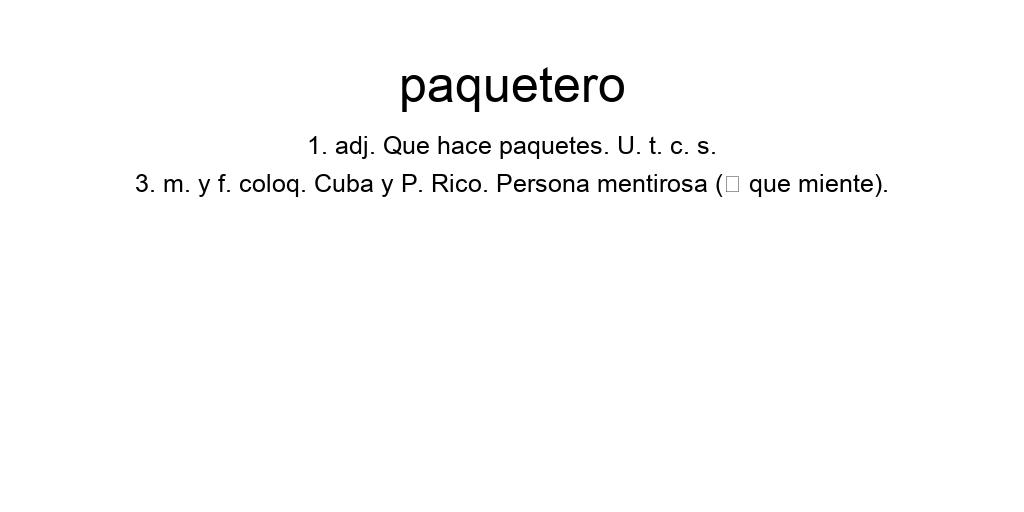 paquetero
1. adj. Que hace paquetes. U. t. c. s.
3. m. y f. coloq. Cuba y P. Rico. Persona mentirosa (□ que miente).